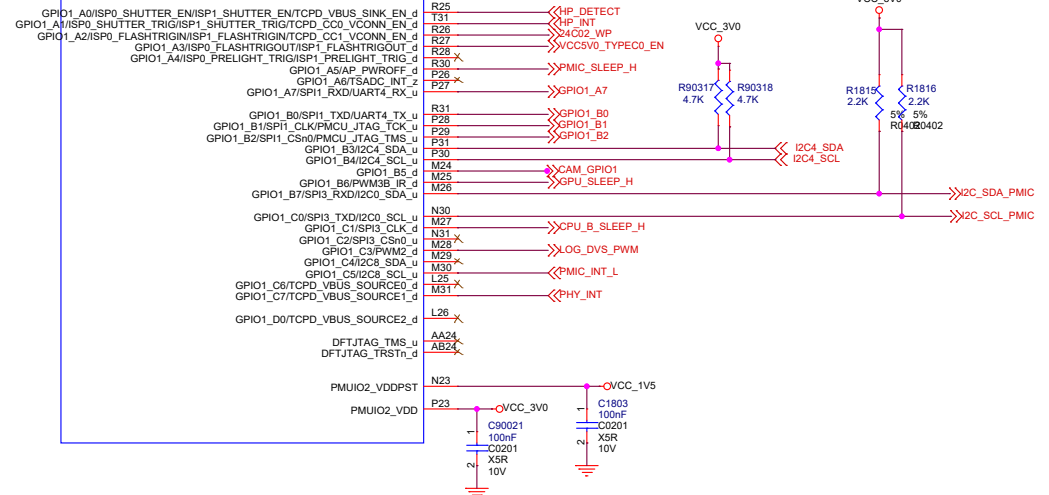 GPIO1_A0/ISP0_SHUTTER_EN/ISP1_SHUTTER_EN/TCPD_VBUS_SINK_EN_d R25 HP_DETECT
GPIO1_A1/ISP0_SHUTTER_TRIG/ISP1_SHUTTER_TRIG/TCPD_CC0_VCONN_EN_d T31 HP_INT
GPIO1_A2/ISP0_FLASHTRIGIN/ISP1_FLASHTRIGIN/TCPD_CC1_VCONN_EN_d R26 24C02_WP
GPIO1_A3/ISP0_FLASHTRIGOUT/ISP1_FLASHTRIGOUT_d R27 VCC5V0_TYPEC0_EN
GPIO1_A4/ISP0_PRELIGHT_TRIG/ISP1_PRELIGHT_TRIG_d R28
GPIO1_A5/AP_PWROFF_d R30 PMIC_SLEEP_H
GPIO1_A6/TSADC_INT_z P26
GPIO1_A7/SPI1_RXD/UART4_RX_u P27 GPIO1_A7
VCC_3V0
R90317 R90318
4.7K 4.7K
R1815 R1816
2.2K 2.2K
5% 5%
R0402
GPIO1_B0/SPI1_TXD/UART4_TX_u R31 GPIO1_B0
GPIO1_B1/SPI1_CLK/PMCU_JTAG_TCK_u P28 GPIO1_B1
GPIO1_B2/SPI1_CSn0/PMCU_JTAG_TMS_u P29 GPIO1_B2
GPIO1_B3/I2C4_SDA_u P31 I2C4_SDA
GPIO1_B4/I2C4_SCL_u P30 I2C4_SCL
GPIO1_B5_d M24 CAM_GPIO1
GPIO1_B6/PWM3B_IR_d M25 GPU_SLEEP_H
GPIO1_B7/SPI3_RXD/I2C0_SDA_u M26 I2C_SDA_PMIC
GPIO1_C0/SPI3_TXD/I2C0_SCL_u N30 I2C_SCL_PMIC
GPIO1_C1/SPI3_CLK_d M27 CPU_B_SLEEP_H
GPIO1_C2/SPI3_CSn0_u N31
GPIO1_C3/PWM2_d M28 LOG_DVS_PWM
GPIO1_C4/I2C8_SDA_u M29
GPIO1_C5/I2C8_SCL_u M30 PMIC_INT_L
GPIO1_C6/TCPD_VBUS_SOURCE0_d L25
GPIO1_C7/TCPD_VBUS_SOURCE1_d M31 PHY_INT
GPIO1_D0/TCPD_VBUS_SOURCE2_d L26
DFTJTAG_TMS_u AA24
DFTJTAG_TRSTn_d AB24
PMUIO2_VDDPST N23 VCC_1V5
PMUIO2_VDD P23 VCC_3V0
1 C1803
100nF
C0201
2 X5R
10V
1 C90021
100nF
C0201
X5R
2 10V